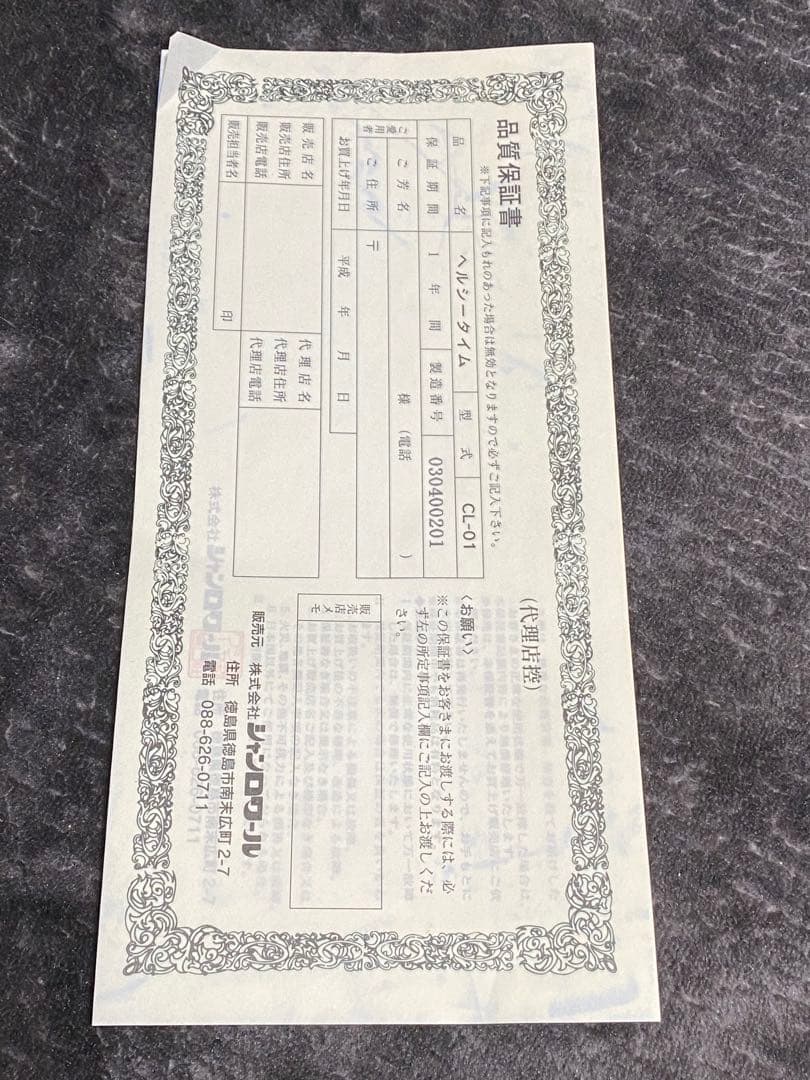 品質保証書
(代理店控)
※下記事項に記入もれのあった場合は無効となりますので必ずご記入下さい。
品名 ヘルシータイム 型式 CL-01
保証期間 1年間 製造番号 030400201
ご愛用者 ご芳名 様 (電話 )
ご住所 〒
お買上げ年月日 平成 年 月 日
販売店名
販売店住所
販売店電話
販売担当者名 印
代理店名
代理店住所
代理店電話
〈お願い〉
※この保証書をお客さまにお渡しする際には、必
ず左の所定事項記入欄にご記入の上お渡しくだ
さい。
販売店メモ
販売元 株式会社シャンロワール
住所 徳島県徳島市南末広町2-7
電話 088-626-0711